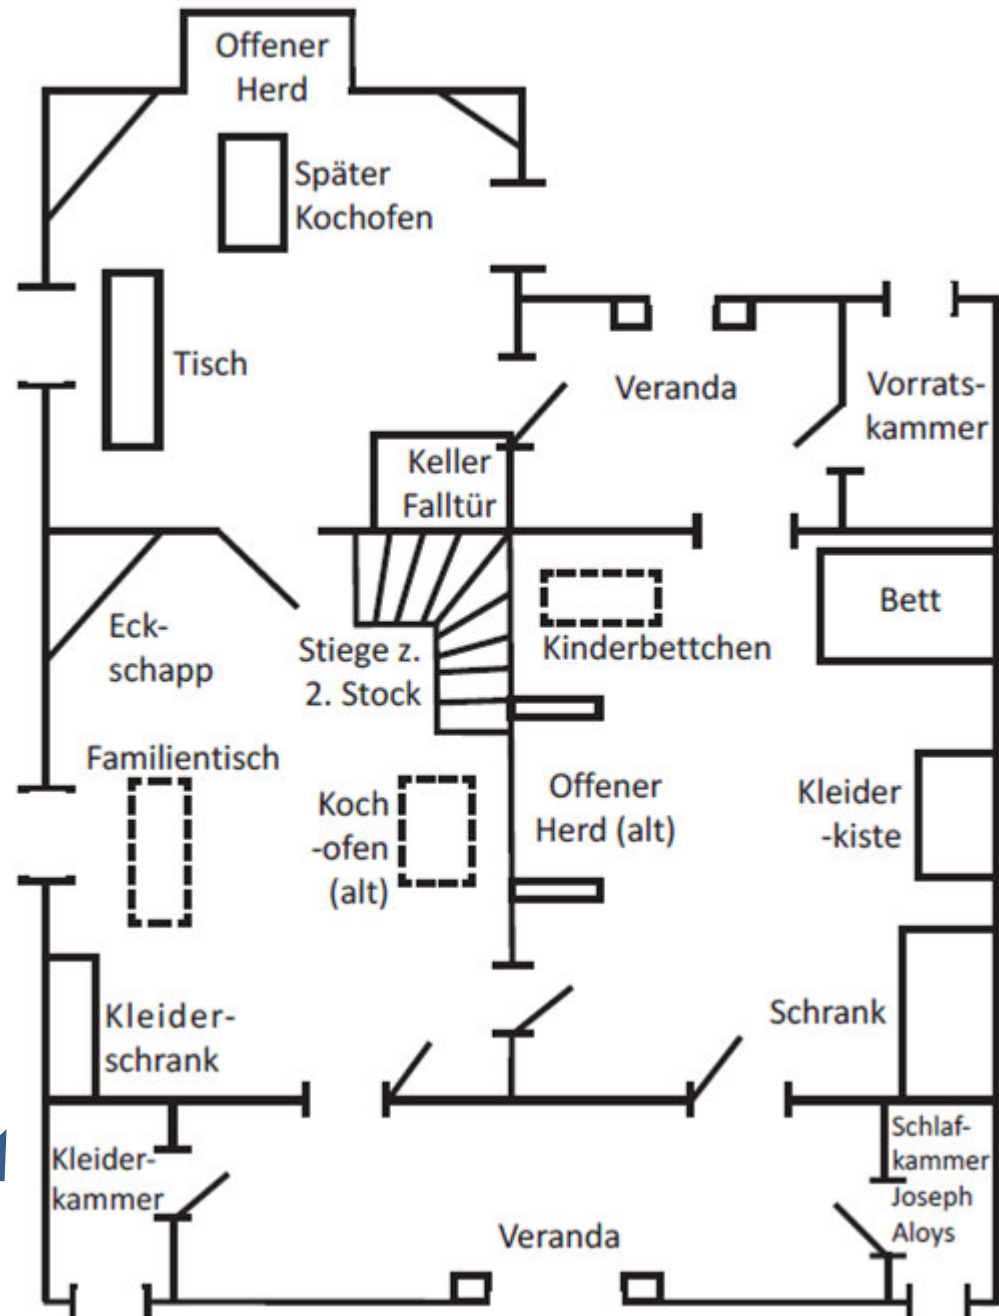 Offener
Herd
Später
Kochofen
Tisch
Veranda
Vorrats-
kammer
Keller
Falltür
Eck-
schapp
Stiege z.
2. Stock
Kinderbettchen
Bett
Familientisch
Koch
-ofen
(alt)
Offener
Herd (alt)
Kleider
-kiste
Kleider-
schrank
Schrank
Kleider-
kammer
Veranda
Schlaf-
kammer
Joseph
Aloys